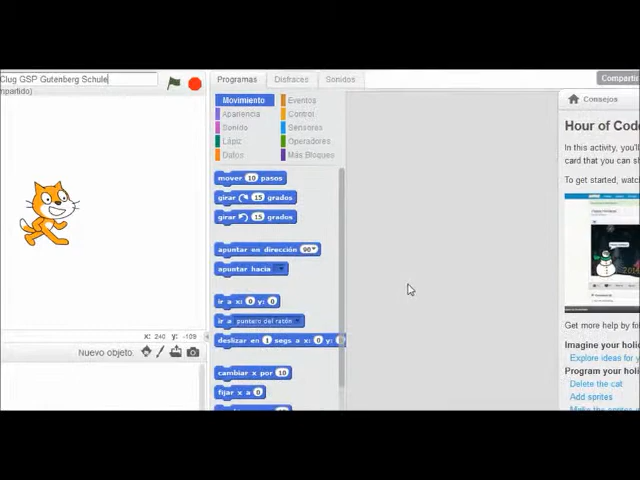 Clug GSP Gutenberg Schule
mpartido)
Programas
Disfraces
Sonidos
Compartir
Movimiento
Apariencia
Sonido
Lápiz
Datos
Eventos
Control
Sensores
Operadores
Más Bloques
mover 10 pasos
girar 15 grados
girar 15 grados
apuntar en dirección 90
apuntar hacia
ir a x: 0 y: 0
ir a puntero del ratón
deslizar en 1 segs a x: 0 y:
cambiar x por 10
fijar x a 0
x: 240 y: -109
Nuevo objeto:
Consejos
Hour of Code
In this activity, you'll
card that you can s
To get started, watc
Get more help by fo
Imagine your holi
Explore ideas for y
Program your holi
Delete the cat
Add sprites